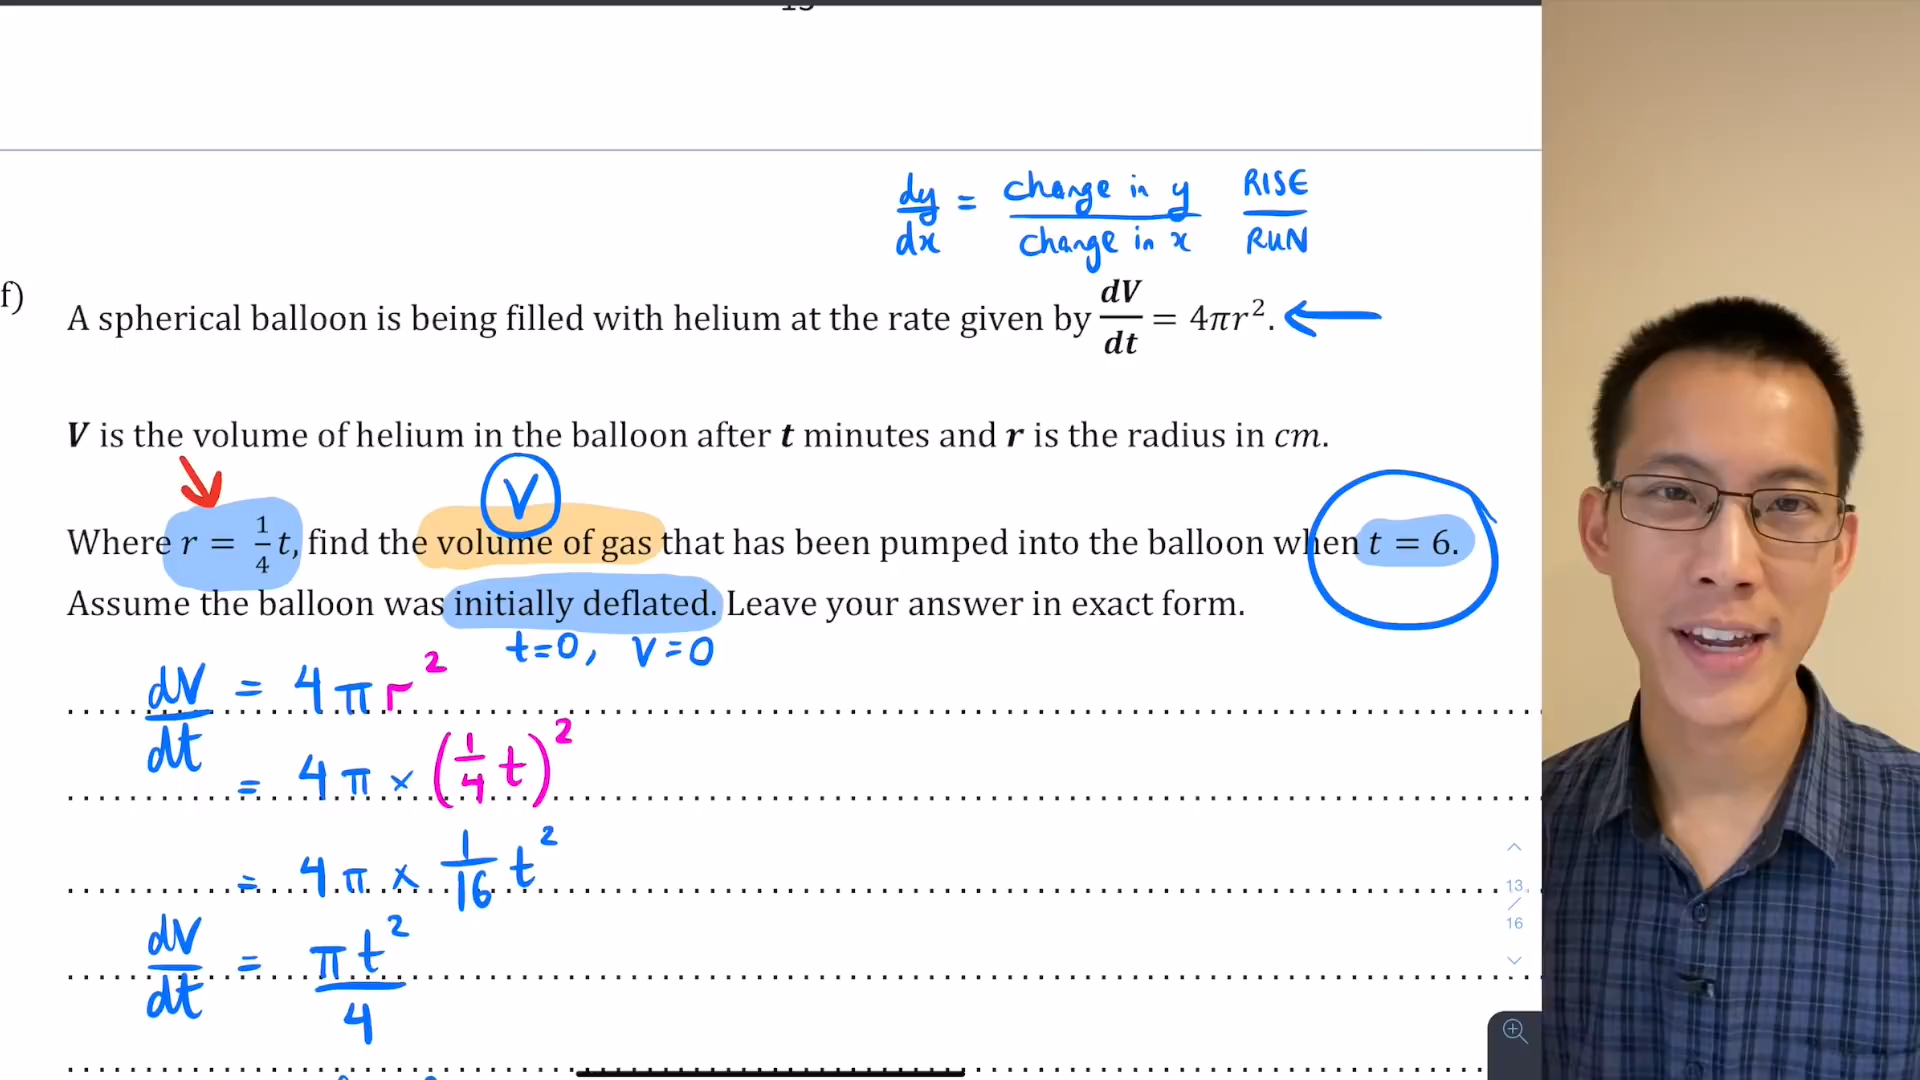 dy/dx = change in y/change in x RISE/RUN
f) A spherical balloon is being filled with helium at the rate given by dV/dt = 4πr².
V is the volume of helium in the balloon after t minutes and r is the radius in cm.
V
Where r = 1/4 t, find the volume of gas that has been pumped into the balloon when t = 6.
Assume the balloon was initially deflated. Leave your answer in exact form.
t=0, V=0
dV/dt = 4πr²
= 4π × (1/4 t)²
= 4π × 1/16 t²
dV/dt = πt²/4
13
/
16